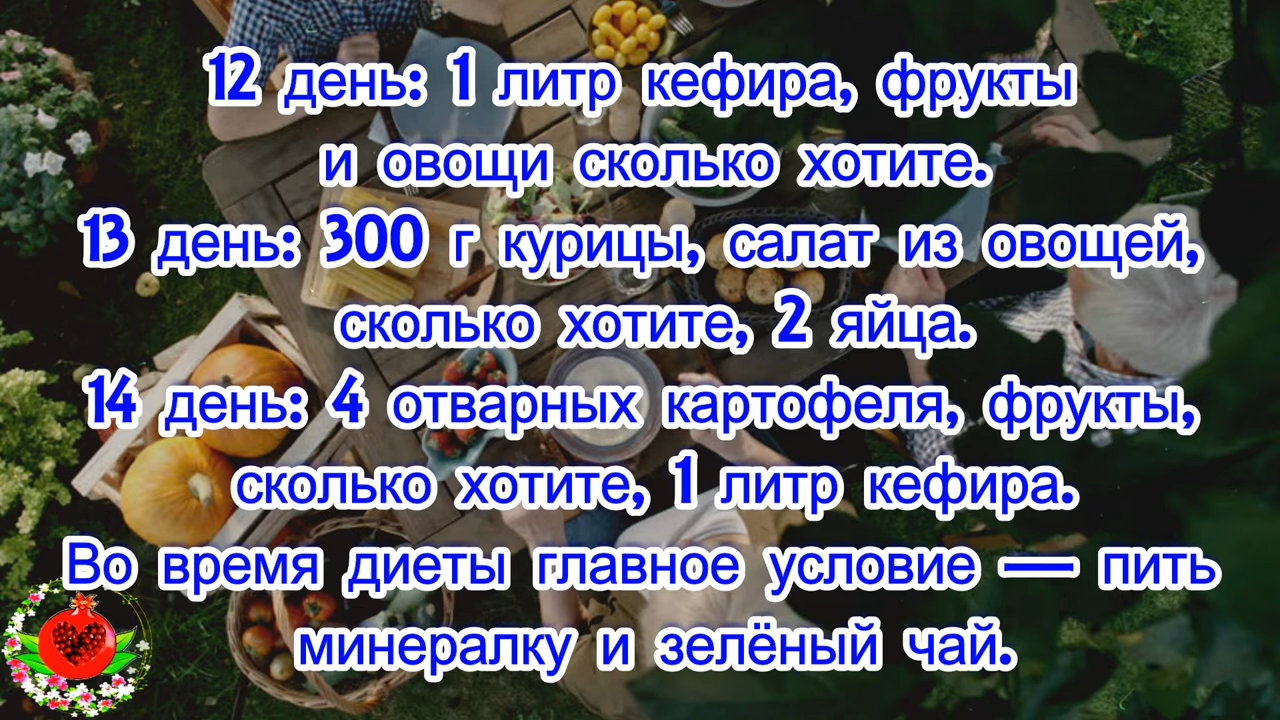 12 день: 1 литр кефира, фрукты
и овощи сколько хотите.
13 день: 300 г курицы, салат из овощей,
сколько хотите, 2 яйца.
14 день: 4 отварных картофеля, фрукты,
сколько хотите, 1 литр кефира.
Во время диеты главное условие — пить
минералку и зелёный чай.